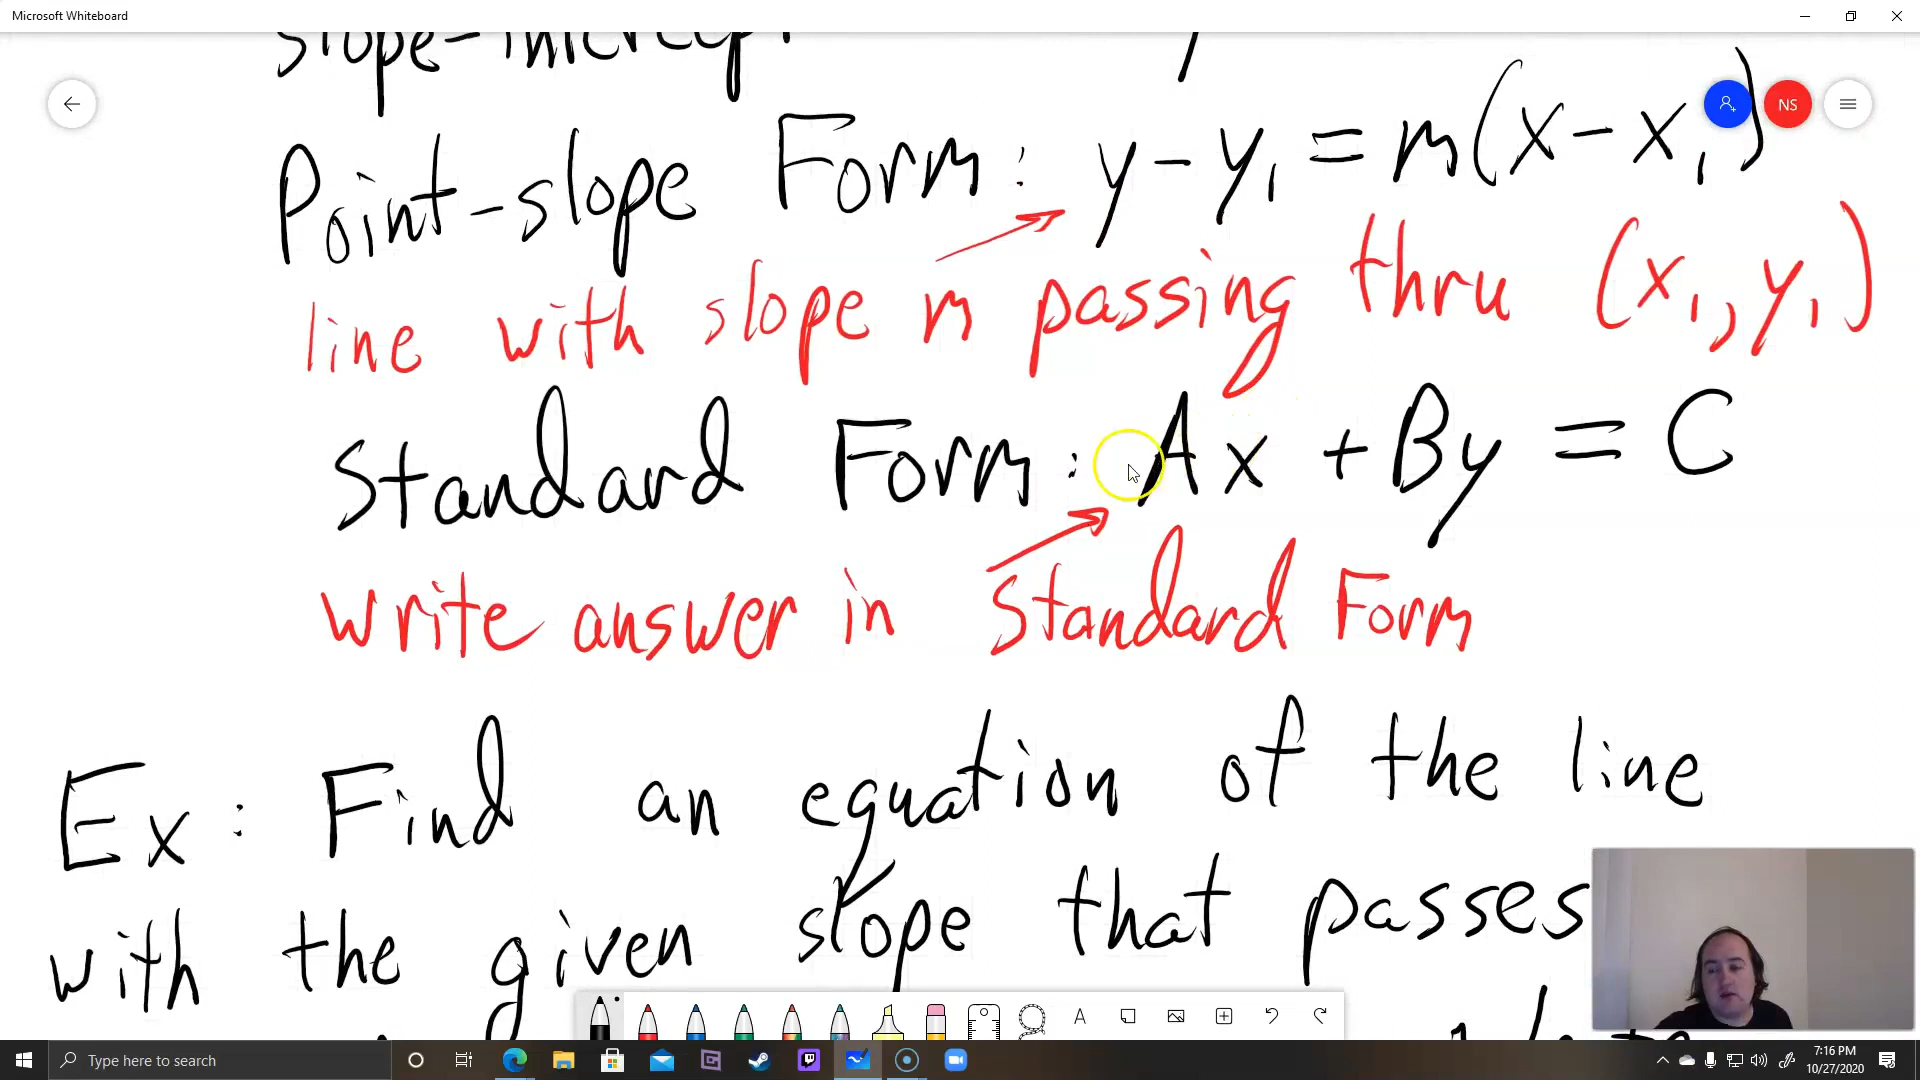 Microsoft Whiteboard
slope-intercept
y
NS
Point-slope Form: y - y₁ = m(x - x₁)
line with slope m passing thru (x₁, y₁)
Standard Form: Ax + By = C
write answer in Standard Form
Ex: Find an equation of the line
with the given slope that passes
A
Type here to search
7:16 PM
10/27/2020